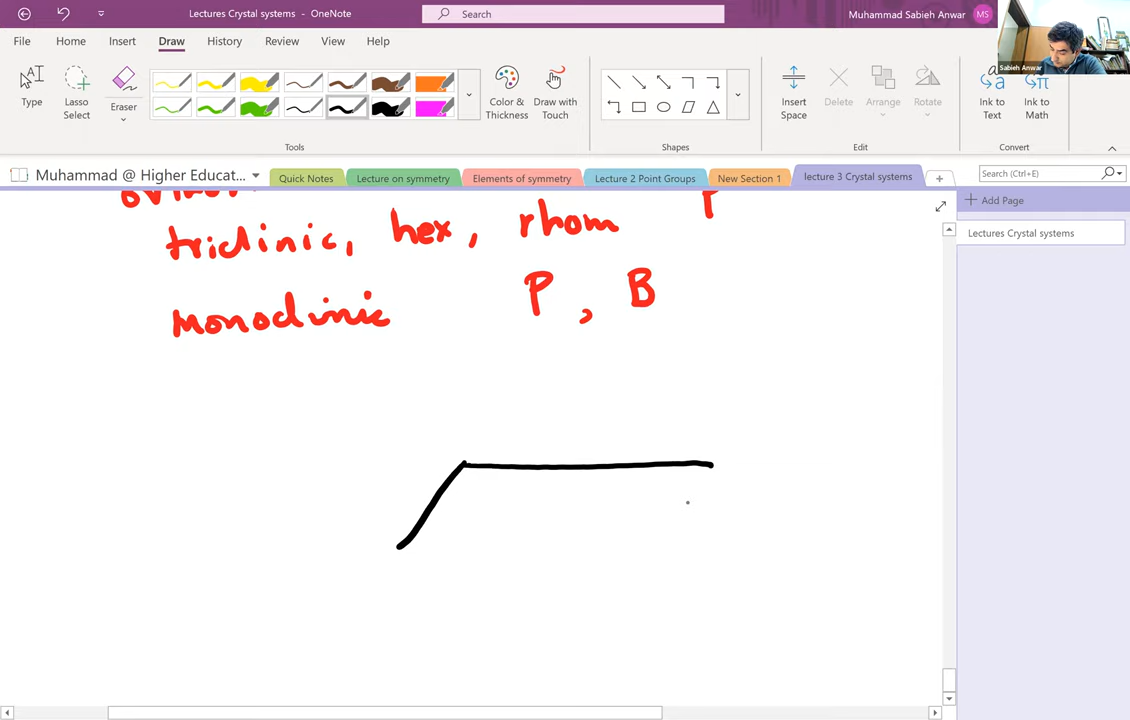 Lectures Crystal systems - OneNote
Search
Muhammad Sabieh Anwar MS
File Home Insert Draw History Review View Help
Sabieh Anwar
Type
Lasso Select
Eraser
Color & Thickness
Draw with Touch
Insert Space
Delete
Arrange
Rotate
Ink to Text
Ink to Math
Tools
Shapes
Edit
Convert
Muhammad @ Higher Educat...
Quick Notes
Lecture on symmetry
Elements of symmetry
Lecture 2 Point Groups
New Section 1
lecture 3 Crystal systems
Search (Ctrl+E)
Add Page
Lectures Crystal systems
triclinic, hex, rhom P
monoclinic P, B